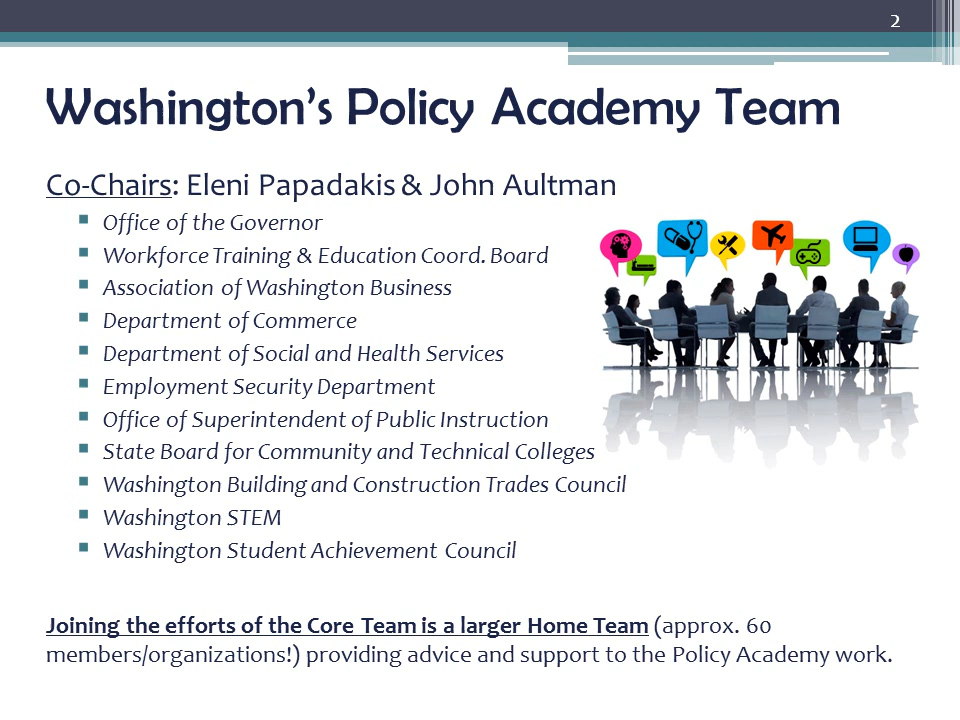 2
Washington's Policy Academy Team
Co-Chairs: Eleni Papadakis & John Aultman
▪ Office of the Governor
▪ Workforce Training & Education Coord. Board
▪ Association of Washington Business
▪ Department of Commerce
▪ Department of Social and Health Services
▪ Employment Security Department
▪ Office of Superintendent of Public Instruction
▪ State Board for Community and Technical Colleges
▪ Washington Building and Construction Trades Council
▪ Washington STEM
▪ Washington Student Achievement Council
Joining the efforts of the Core Team is a larger Home Team (approx. 60
members/organizations!) providing advice and support to the Policy Academy work.